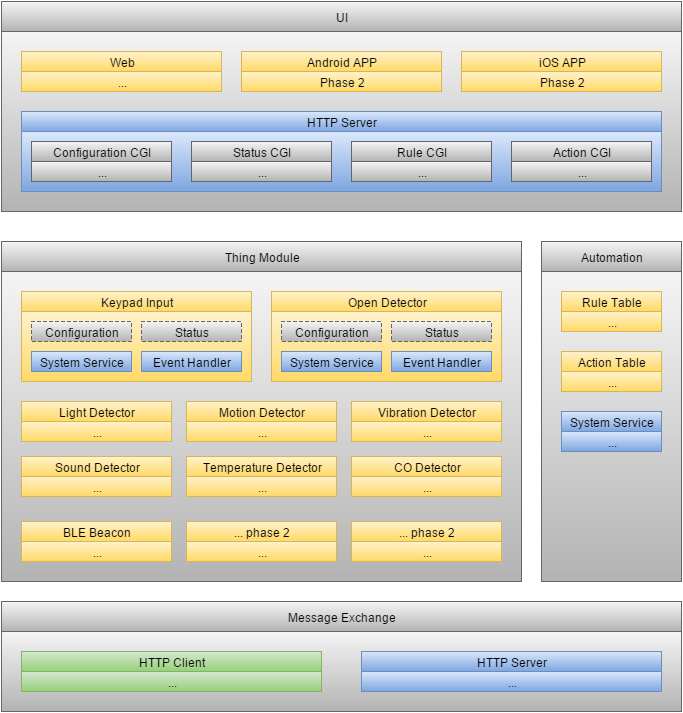 UI
Web
Android APP
iOS APP
...
Phase 2
Phase 2
HTTP Server
Configuration CGI
Status CGI
Rule CGI
Action CGI
...
...
...
...
Thing Module
Keypad Input
Open Detector
Configuration
Status
Configuration
Status
System Service
Event Handler
System Service
Event Handler
Light Detector
Motion Detector
Vibration Detector
...
...
...
Sound Detector
Temperature Detector
CO Detector
...
...
...
BLE Beacon
... phase 2
... phase 2
...
...
...
Automation
Rule Table
...
Action Table
...
System Service
...
Message Exchange
HTTP Client
HTTP Server
...
...